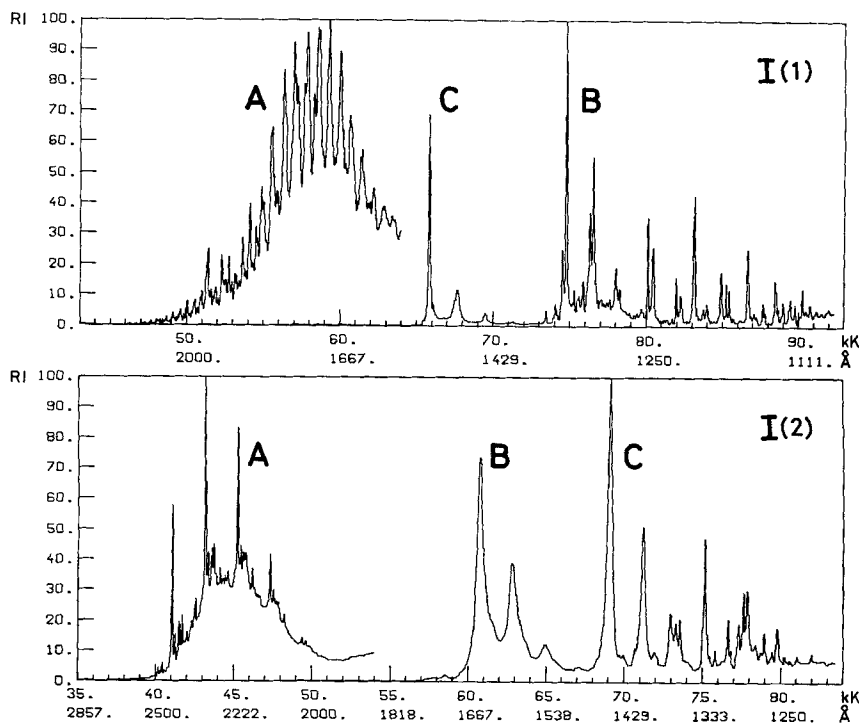 RI 100.
90.
80.
70.
60.
50.
40.
30.
20.
10.
0.
A
C
B
I(1)
50. 60. 70. 80. 90. kK
2000. 1667. 1429. 1250. 1111. Å
RI 100.
90.
80.
70.
60.
50.
40.
30.
20.
10.
0.
A
B
C
I(2)
35. 40. 45. 50. 55. 60. 65. 70. 75. 80. kK
2857. 2500. 2222. 2000. 1818. 1667. 1538. 1429. 1333. 1250. Å